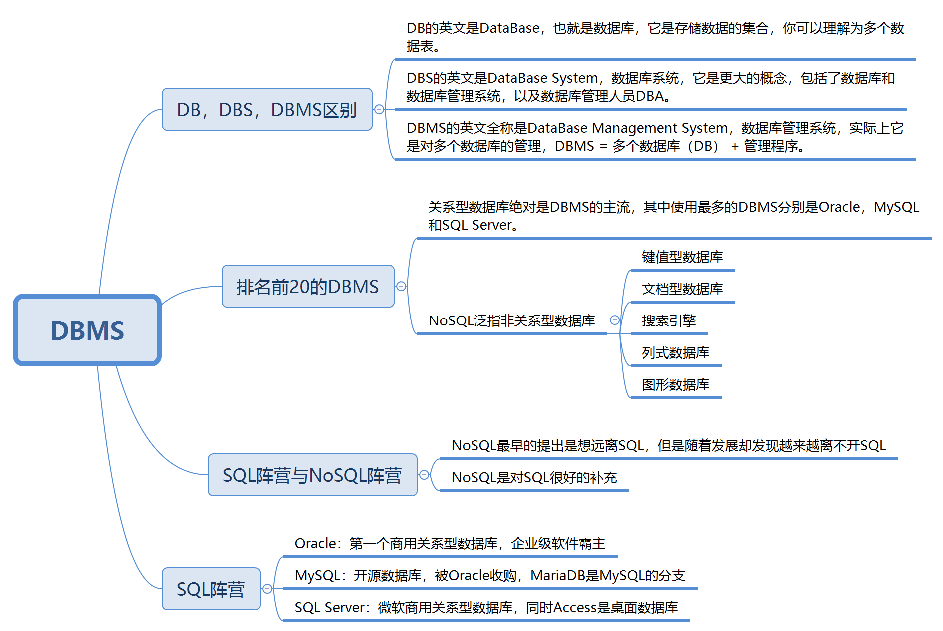 DBMS
DB，DBS，DBMS区别
DB的英文是DataBase，也就是数据库，它是存储数据的集合，你可以理解为多个数
据表。
DBS的英文是DataBase System，数据库系统，它是更大的概念，包括了数据库和
数据库管理系统，以及数据库管理人员DBA。
DBMS的英文全称是DataBase Management System，数据库管理系统，实际上它
是对多个数据库的管理，DBMS = 多个数据库（DB） + 管理程序。
排名前20的DBMS
关系型数据库绝对是DBMS的主流，其中使用最多的DBMS分别是Oracle，MySQL
和SQL Server。
NoSQL泛指非关系型数据库
键值型数据库
文档型数据库
搜索引擎
列式数据库
图形数据库
SQL阵营与NoSQL阵营
NoSQL最早的提出是想远离SQL，但是随着发展却发现越来越离不开SQL
NoSQL是对SQL很好的补充
SQL阵营
Oracle：第一个商用关系型数据库，企业级软件霸主
MySQL：开源数据库，被Oracle收购，MariaDB是MySQL的分支
SQL Server：微软商用关系型数据库，同时Access是桌面数据库